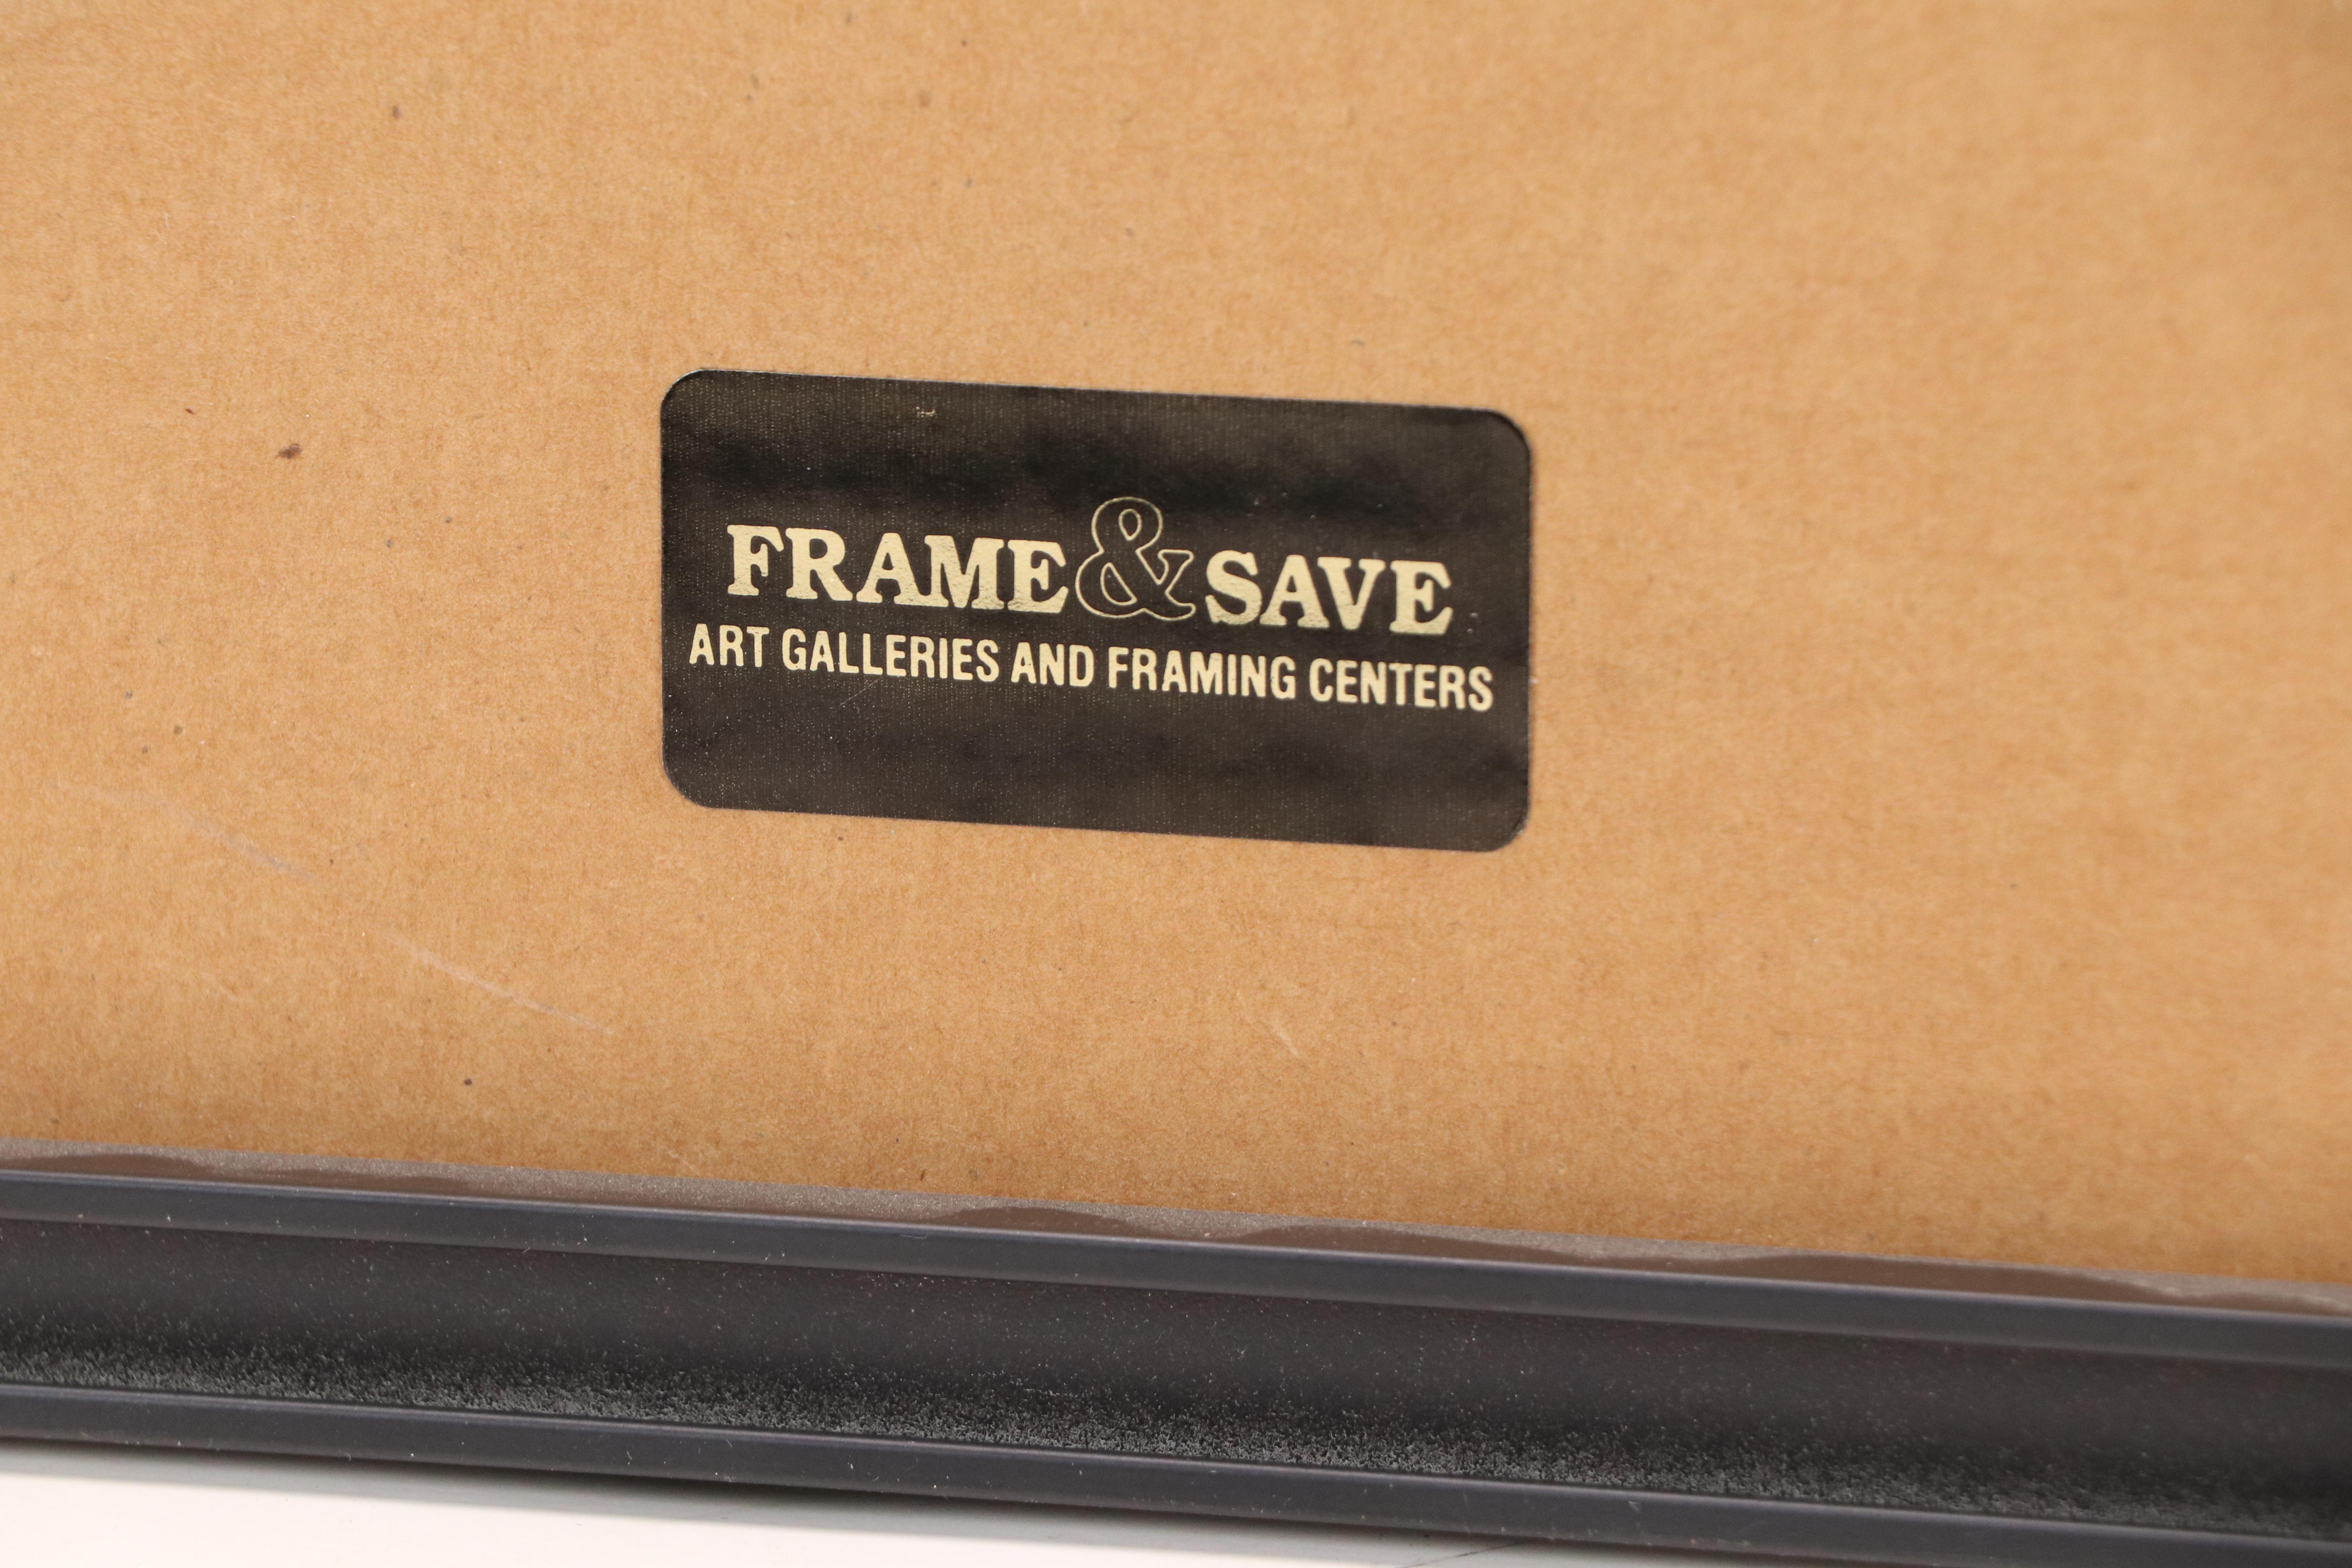 FRAME & SAVE
ART GALLERIES AND FRAMING CENTERS